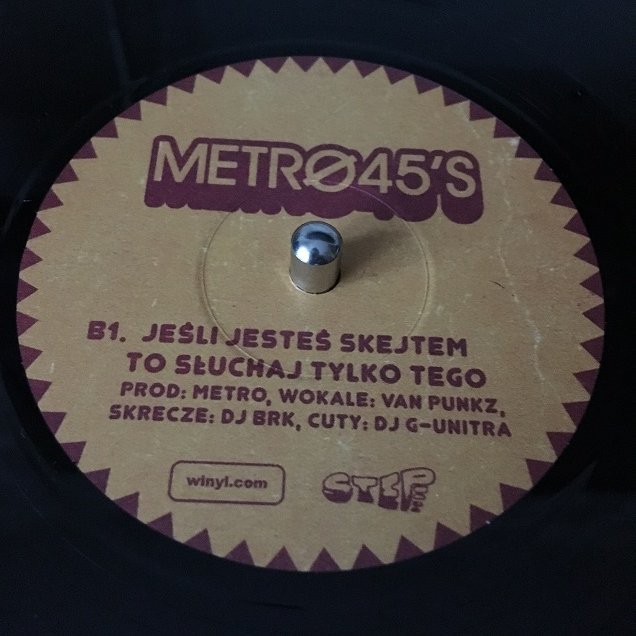 METRØ45'S
B1. JEŚLI JESTEŚ SKEJTEM
TO SŁUCHAJ TYLKO TEGO
PROD: METRO, WOKALE: VAN PUNKZ,
SKRECZE: DJ BRK, CUTY: DJ G-UNITRA
winyl.com
STEP